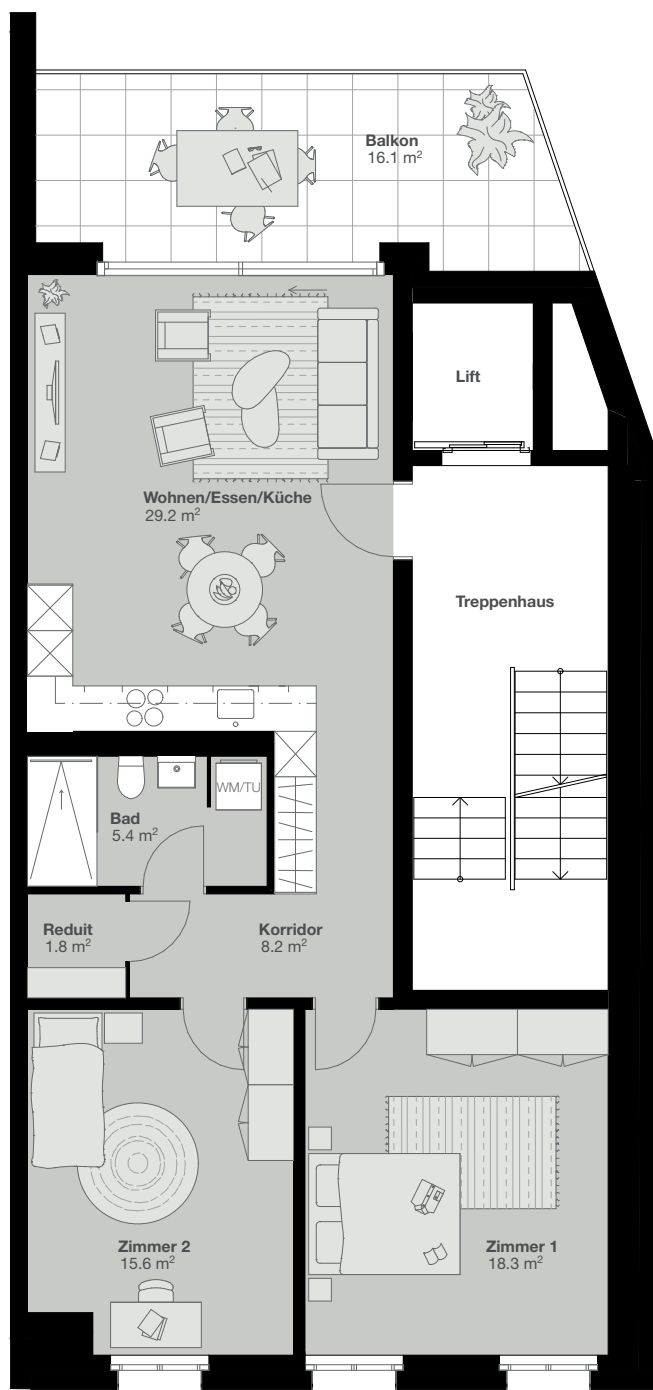 Balkon
16.1 m²
Lift
Wohnen/Essen/Küche
29.2 m²
Treppenhaus
WM/TU
Bad
5.4 m²
Reduit
1.8 m²
Korridor
8.2 m²
Zimmer 2
15.6 m²
Zimmer 1
18.3 m²